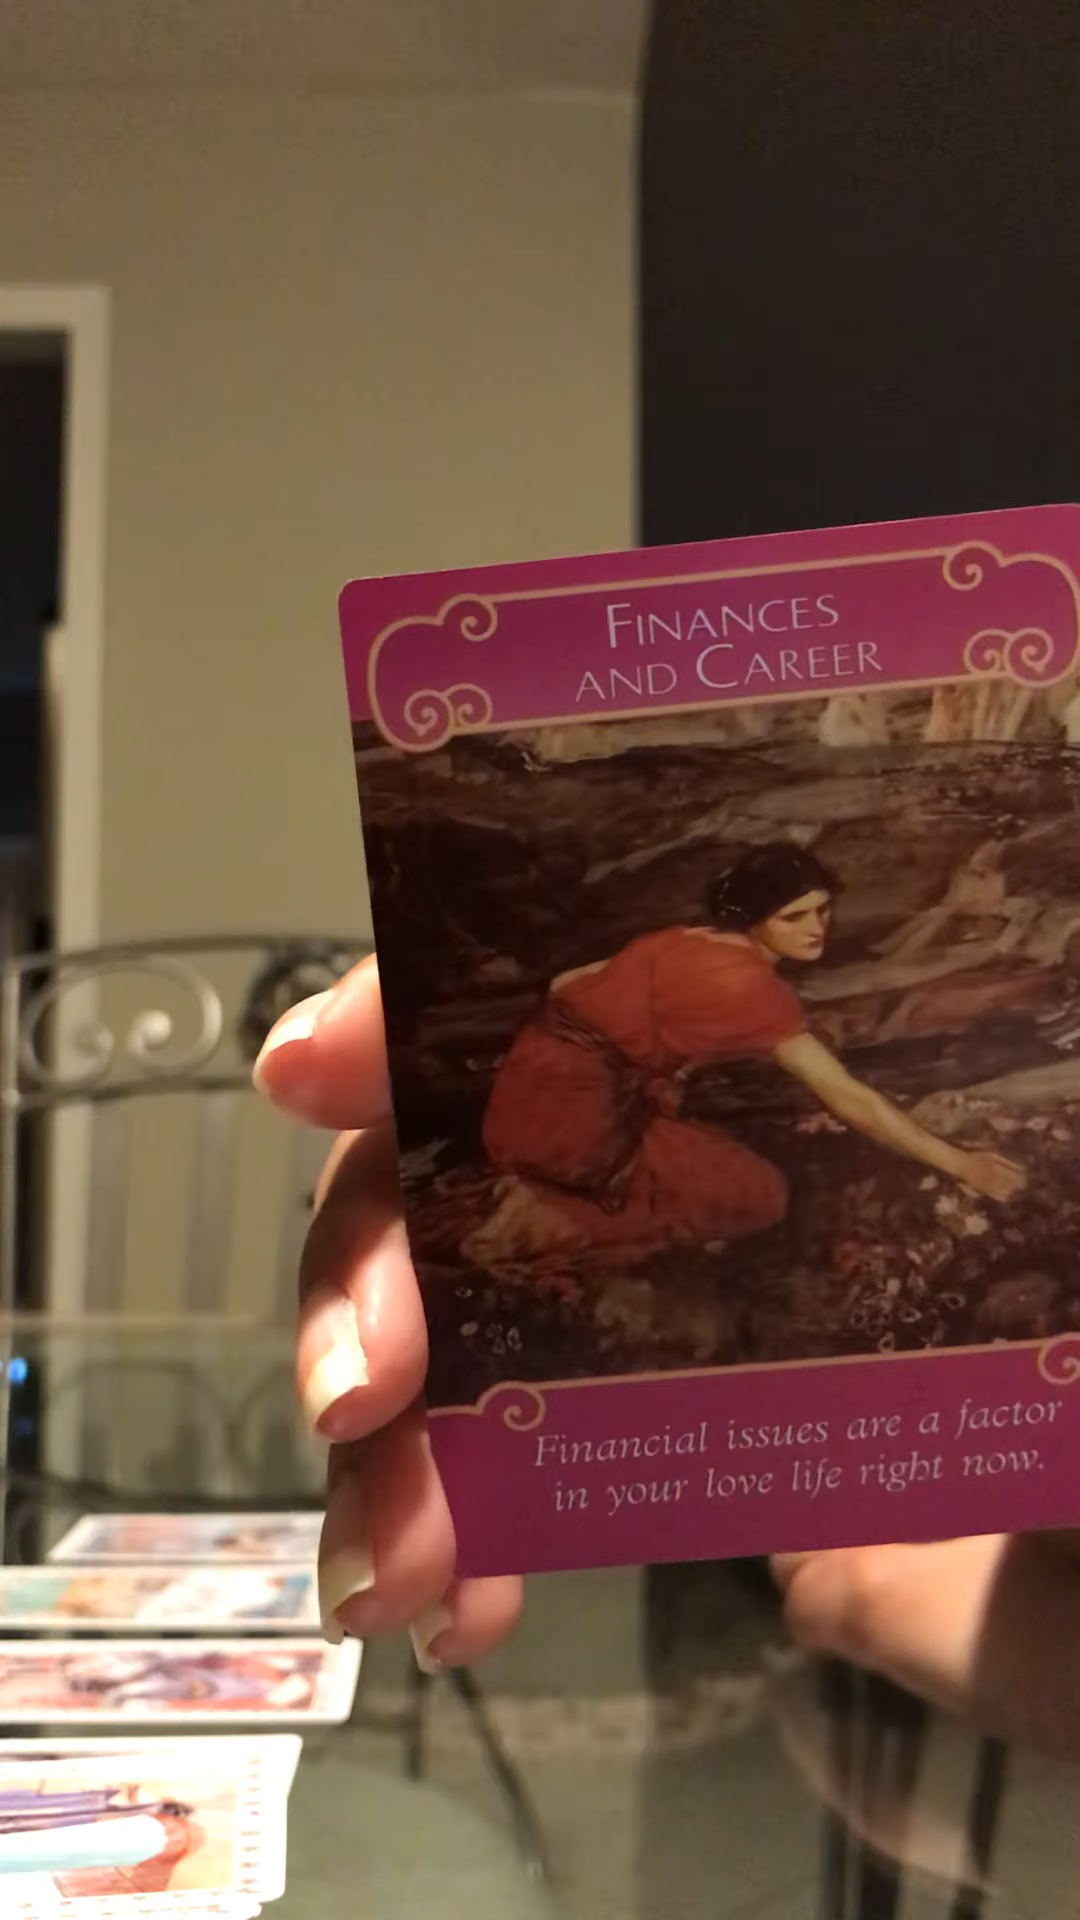 FINANCES
AND CAREER
Financial issues are a factor
in your love life right now.